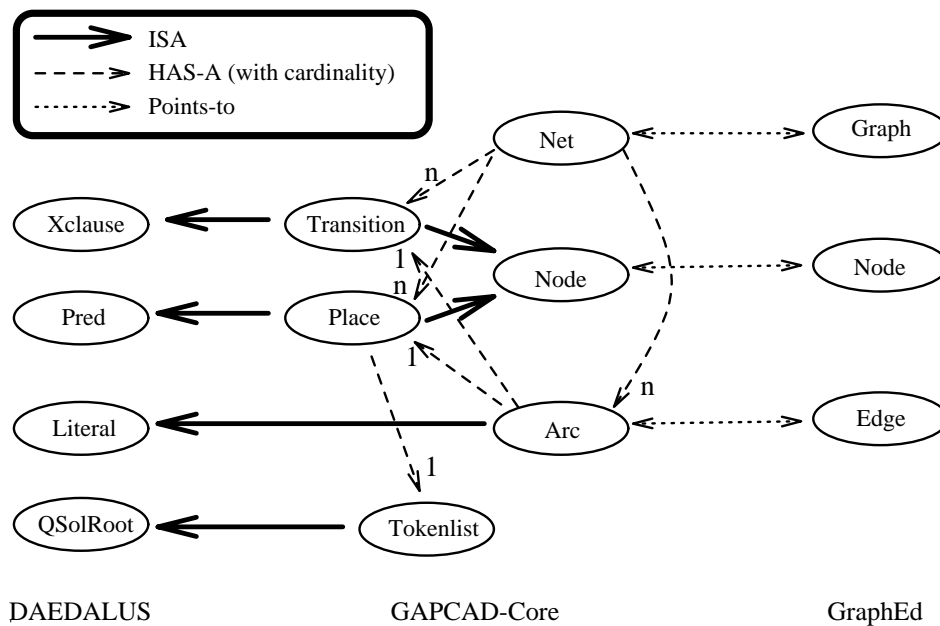 ISA
HAS-A (with cardinality)
Points-to
Net
Graph
n
Xclause
Transition
1
Node
Node
n
Pred
Place
1
n
Literal
Arc
Edge
1
QSolRoot
Tokenlist
DAEDALUS
GAPCAD-Core
GraphEd